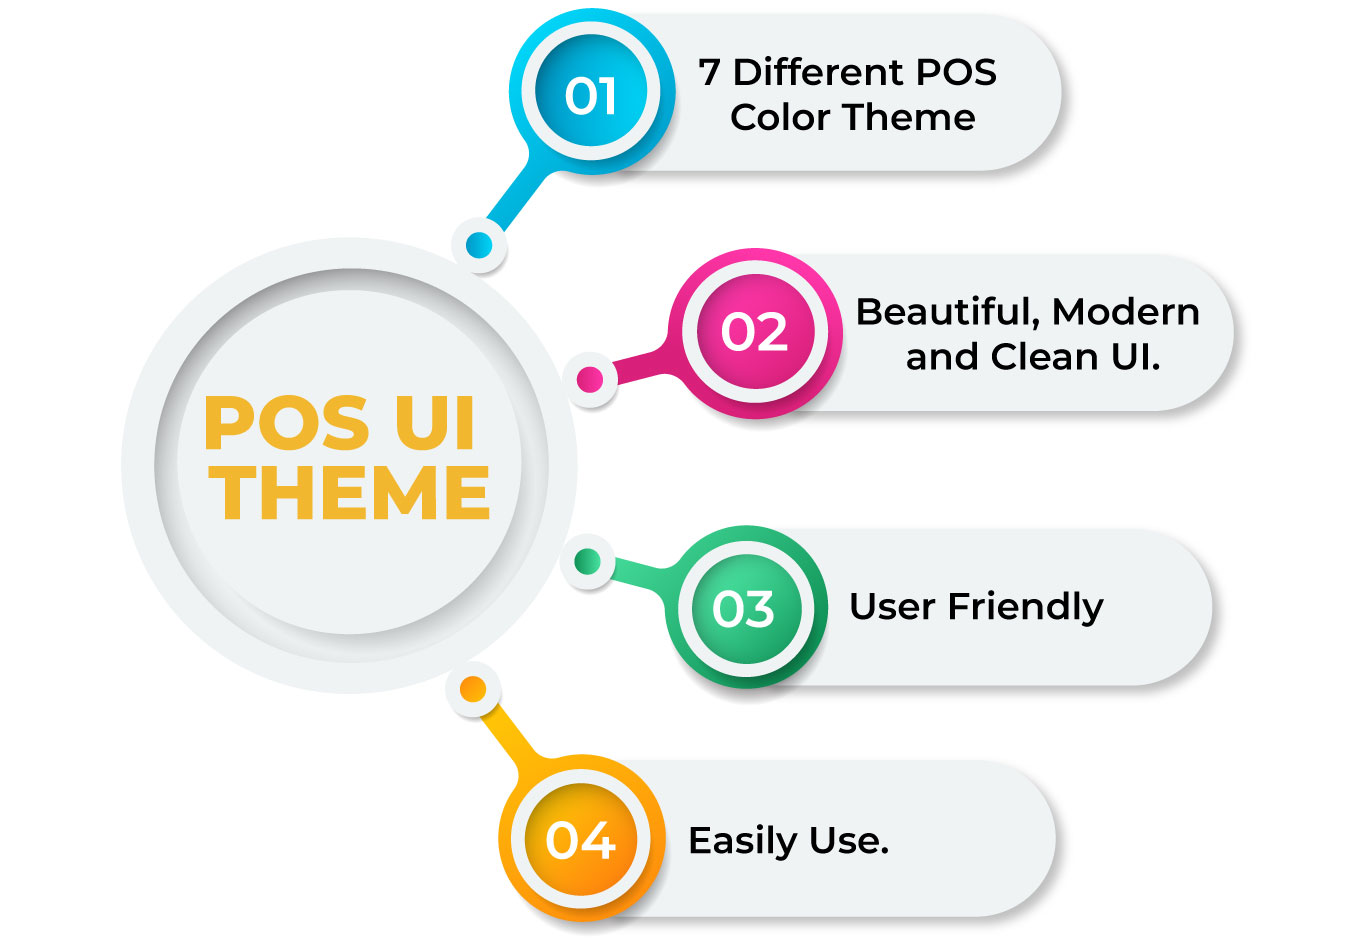 POS UI
THEME
01
7 Different POS
Color Theme
02
Beautiful, Modern
and Clean UI.
03
User Friendly
04
Easily Use.